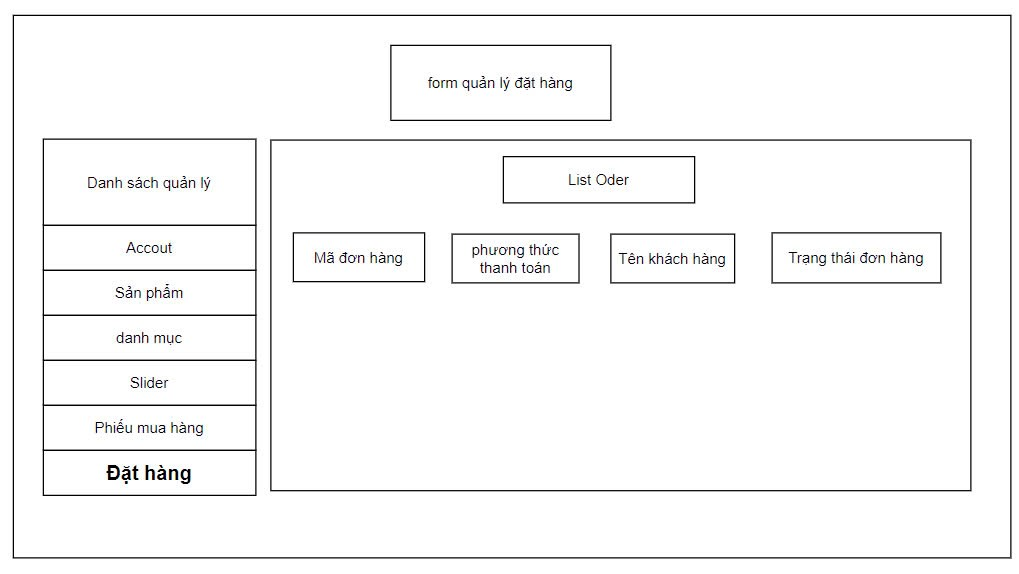 form quản lý đặt hàng
Danh sách quản lý
Accout
Sản phẩm
danh mục
Slider
Phiếu mua hàng
Đặt hàng
List Oder
Mã đơn hàng
phương thức
thanh toán
Tên khách hàng
Trạng thái đơn hàng